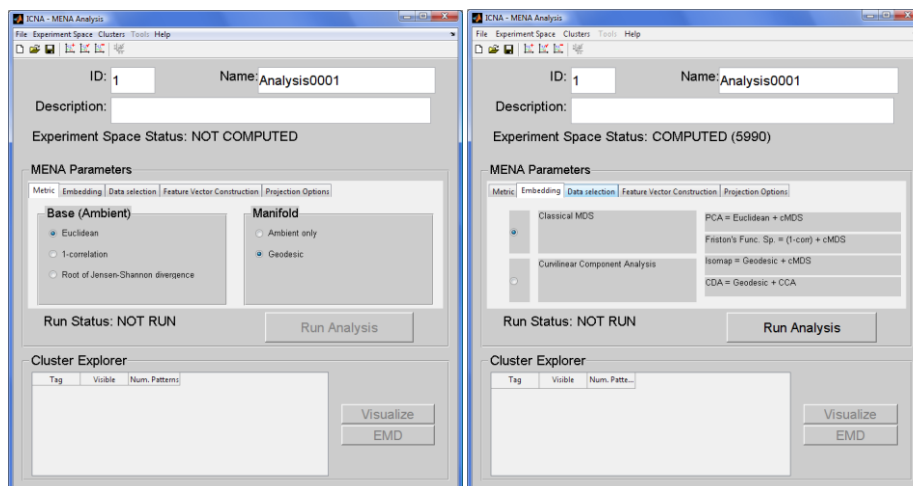 ICNA - MENA Analysis
File Experiment Space Clusters Tools Help
ID: 1 Name: Analysis0001
Description:
Experiment Space Status: NOT COMPUTED
MENA Parameters
Metric Embedding Data selection Feature Vector Construction Projection Options
Base (Ambient)
Euclidean
1-correlation
Root of Jensen-Shannon divergence
Manifold
Ambient only
Geodesic
Run Status: NOT RUN Run Analysis
Cluster Explorer
Tag Visible Num. Patterns
Visualize
EMD
ICNA - MENA Analysis
File Experiment Space Clusters Tools Help
ID: 1 Name: Analysis0001
Description:
Experiment Space Status: COMPUTED (5990)
MENA Parameters
Metric Embedding Data selection Feature Vector Construction Projection Options
Classical MDS
Curvilinear Component Analysis
PCA = Euclidean + cMDS
Friston's Func. Sp. = (1-corr) + cMDS
Isomap = Geodesic + cMDS
CDA = Geodesic + CCA
Run Status: NOT RUN Run Analysis
Cluster Explorer
Tag Visible Num. Patte...
Visualize
EMD